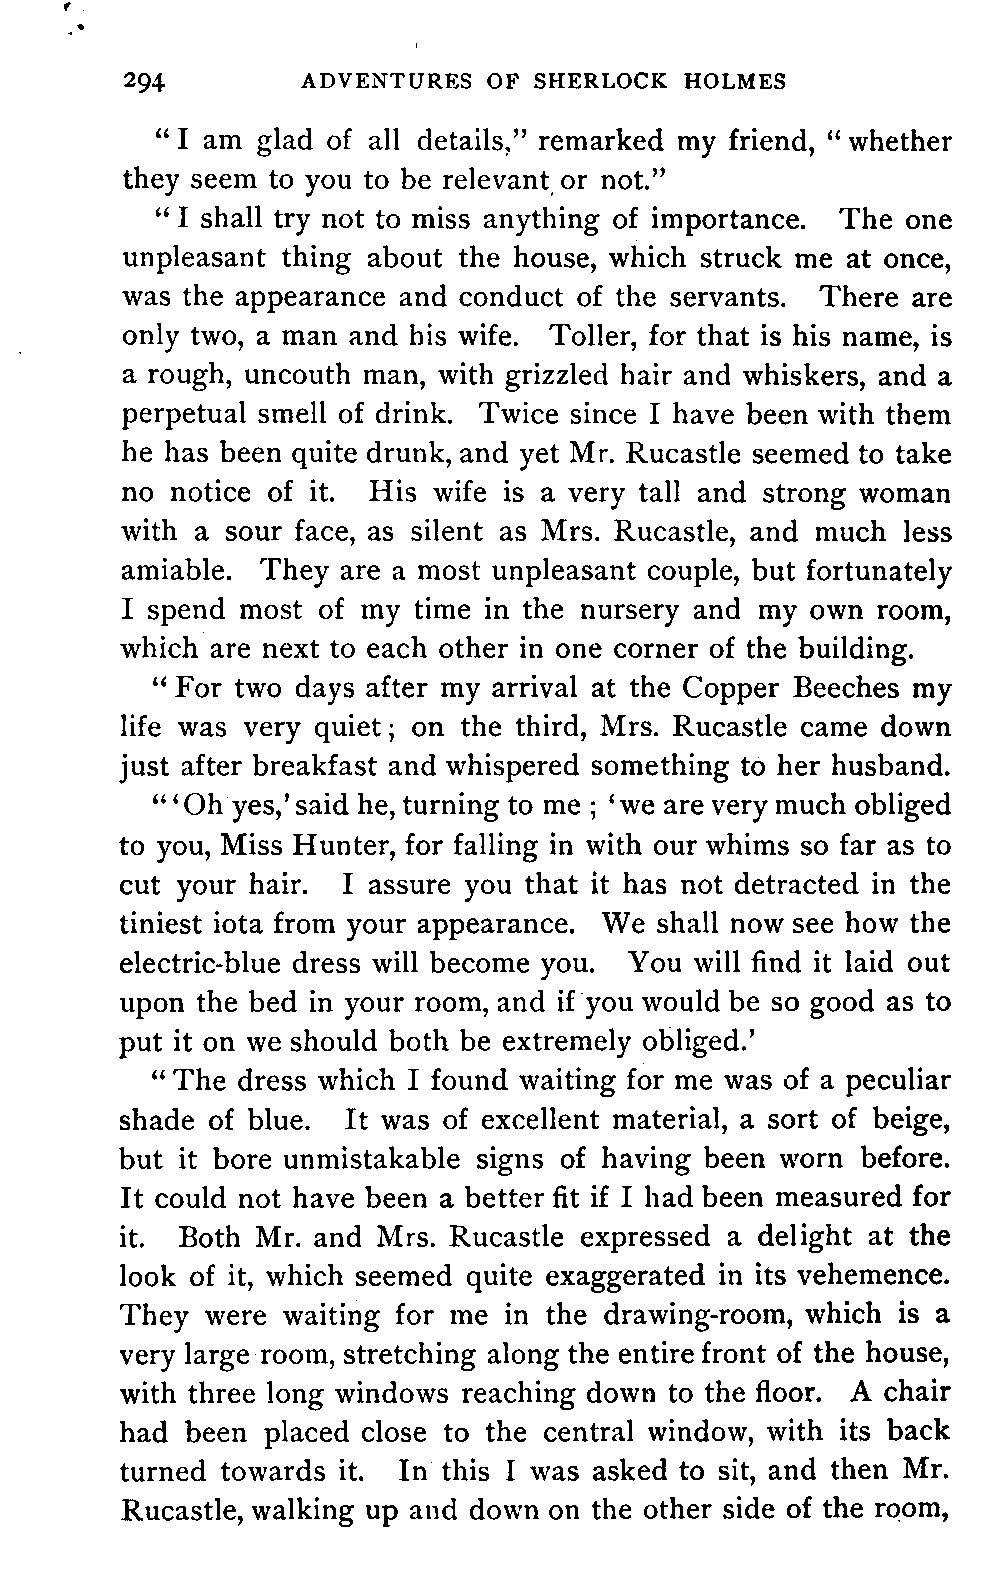 294 ADVENTURES OF SHERLOCK HOLMES
“ I am glad of all details,” remarked my friend, “ whether
they seem to you to be relevant or not.”
“ I shall try not to miss anything of importance. The one
unpleasant thing about the house, which struck me at once,
was the appearance and conduct of the servants. There are
only two, a man and his wife. Toller, for that is his name, is
a rough, uncouth man, with grizzled hair and whiskers, and a
perpetual smell of drink. Twice since I have been with them
he has been quite drunk, and yet Mr. Rucastle seemed to take
no notice of it. His wife is a very tall and strong woman
with a sour face, as silent as Mrs. Rucastle, and much less
amiable. They are a most unpleasant couple, but fortunately
I spend most of my time in the nursery and my own room,
which are next to each other in one corner of the building.
“ For two days after my arrival at the Copper Beeches my
life was very quiet ; on the third, Mrs. Rucastle came down
just after breakfast and whispered something to her husband.
“ ‘Oh yes,’ said he, turning to me ; ‘we are very much obliged
to you, Miss Hunter, for falling in with our whims so far as to
cut your hair. I assure you that it has not detracted in the
tiniest iota from your appearance. We shall now see how the
electric-blue dress will become you. You will find it laid out
upon the bed in your room, and if you would be so good as to
put it on we should both be extremely obliged.’
“ The dress which I found waiting for me was of a peculiar
shade of blue. It was of excellent material, a sort of beige,
but it bore unmistakable signs of having been worn before.
It could not have been a better fit if I had been measured for
it. Both Mr. and Mrs. Rucastle expressed a delight at the
look of it, which seemed quite exaggerated in its vehemence.
They were waiting for me in the drawing-room, which is a
very large room, stretching along the entire front of the house,
with three long windows reaching down to the floor. A chair
had been placed close to the central window, with its back
turned towards it. In this I was asked to sit, and then Mr.
Rucastle, walking up and down on the other side of the room,